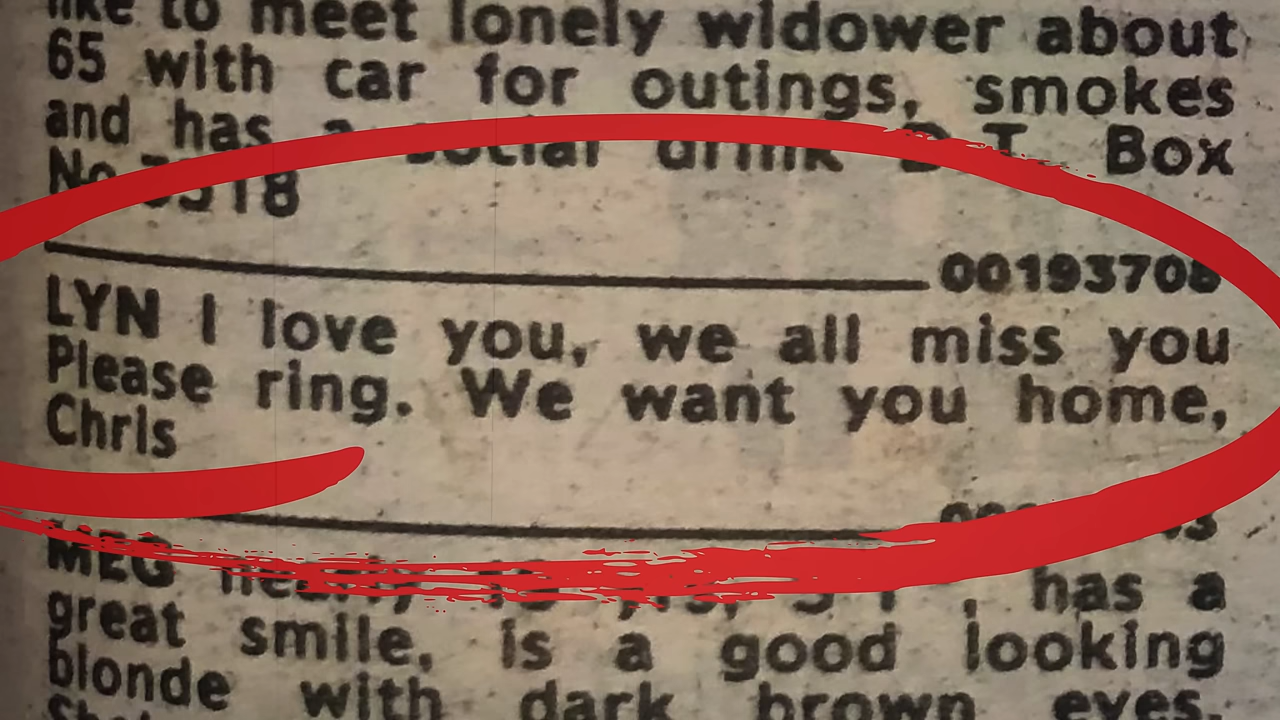 like to meet lonely widower about
65 with car for outings, smokes
and has a social drink D.T. Box
00193708
LYN I love you, we all miss you
Please ring. We want you home,
Chris
MEG , has a
great smile, is a good looking
blonde with dark brown eyes.